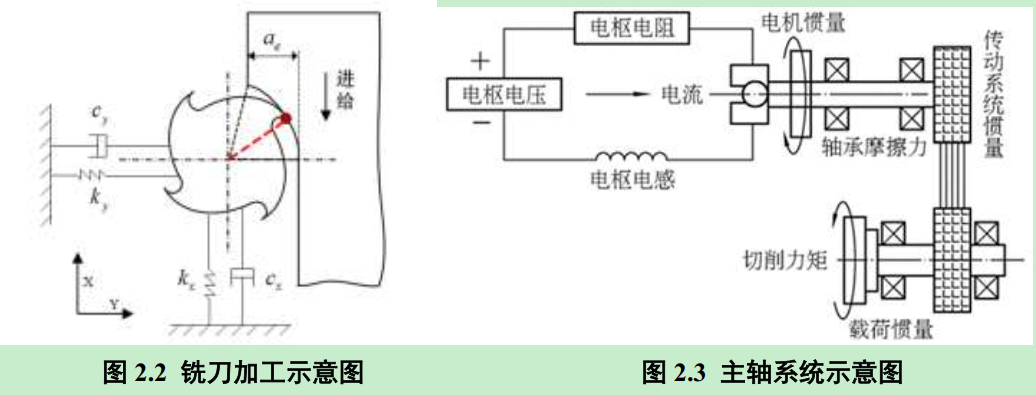 a_e
进给
c_y
k_y
k_x
c_x
X
Y
图 2.2 铣刀加工示意图
电枢电阻
电机惯量
传动系统惯量
+
电枢电压
−
电流
轴承摩擦力
电枢电感
切削力矩
载荷惯量
图 2.3 主轴系统示意图